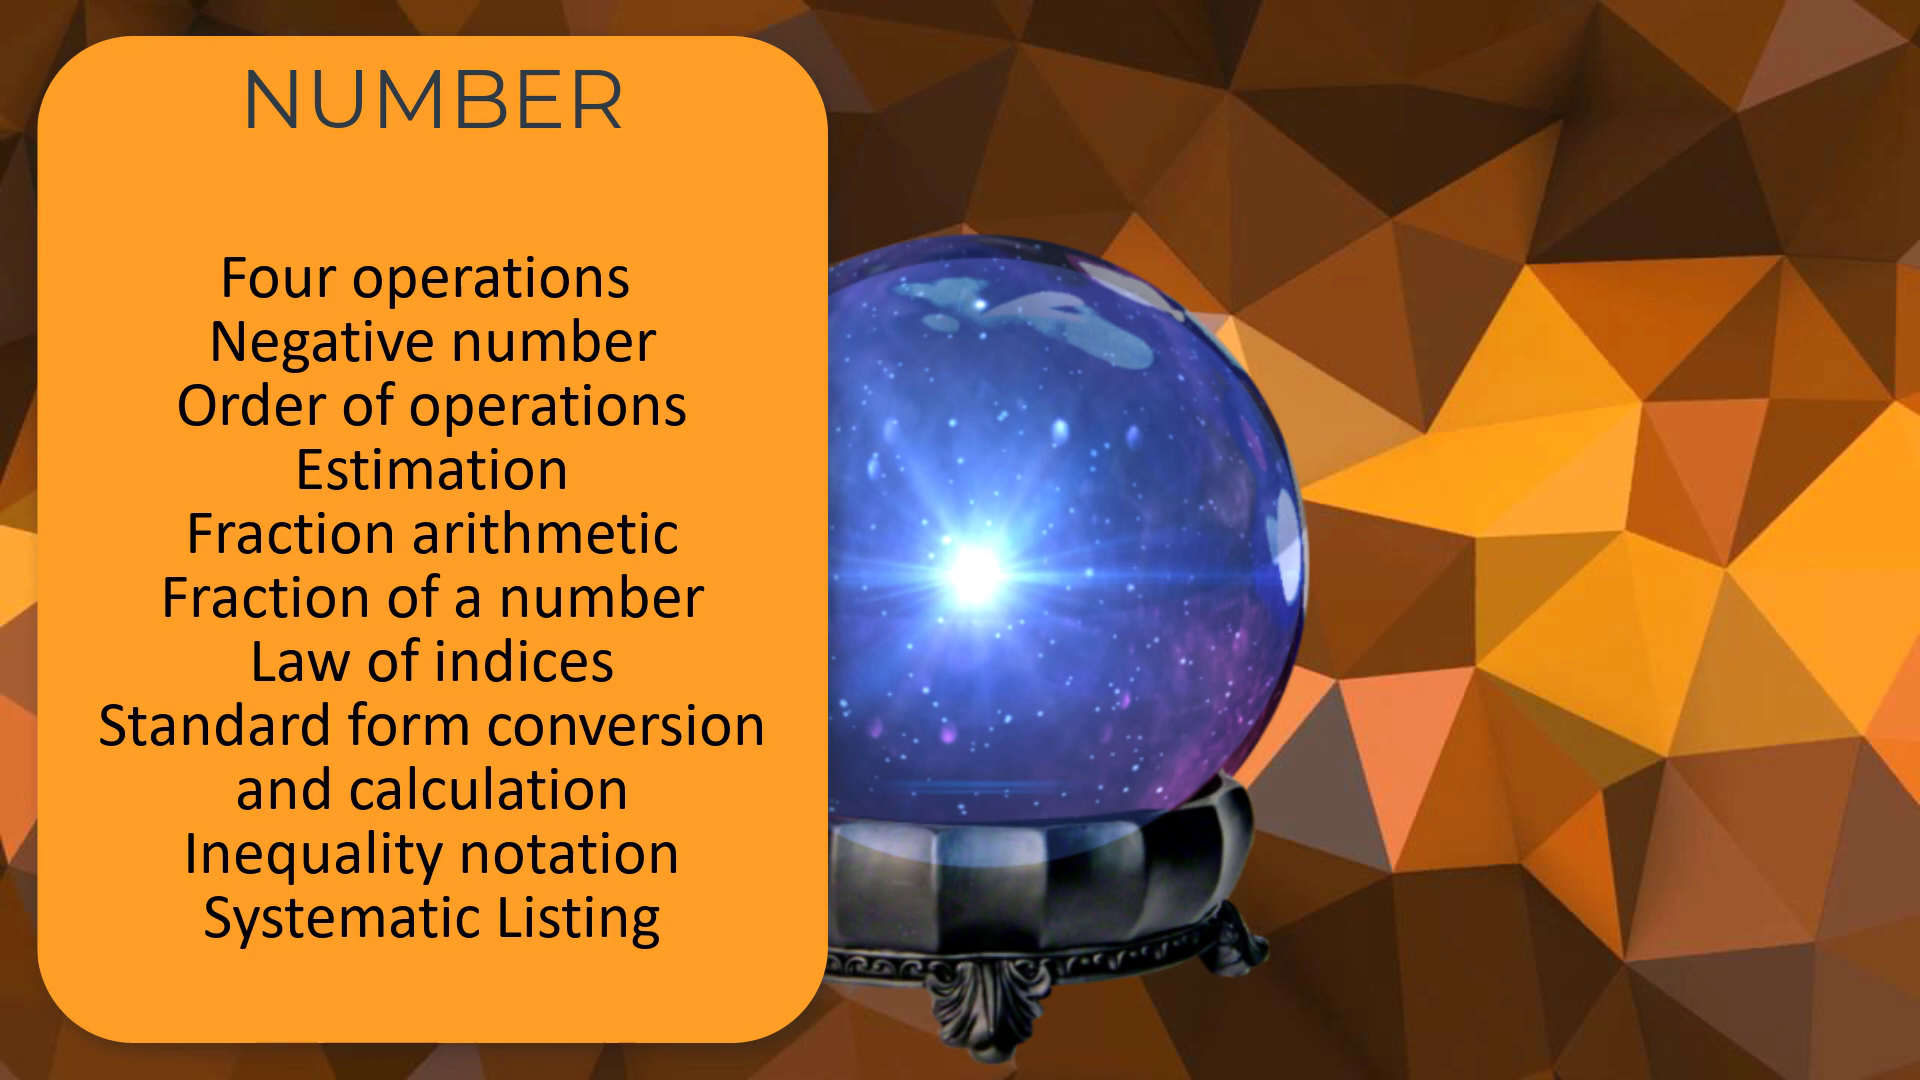 NUMBER
Four operations
Negative number
Order of operations
Estimation
Fraction arithmetic
Fraction of a number
Law of indices
Standard form conversion
and calculation
Inequality notation
Systematic Listing